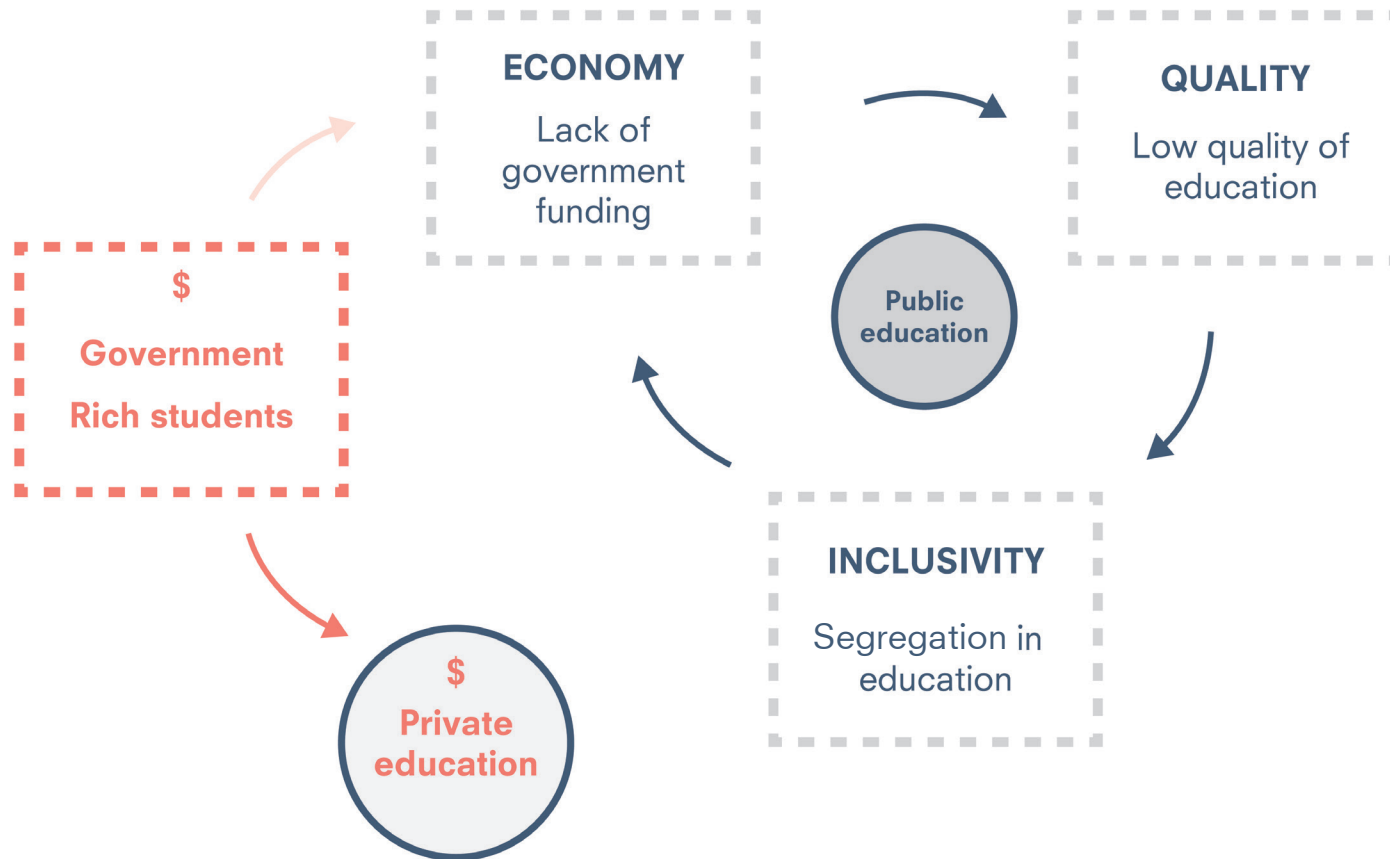 ECONOMY
Lack of
government
funding
QUALITY
Low quality of
education
$
Government
Rich students
Public
education
INCLUSIVITY
Segregation in
education
$
Private
education